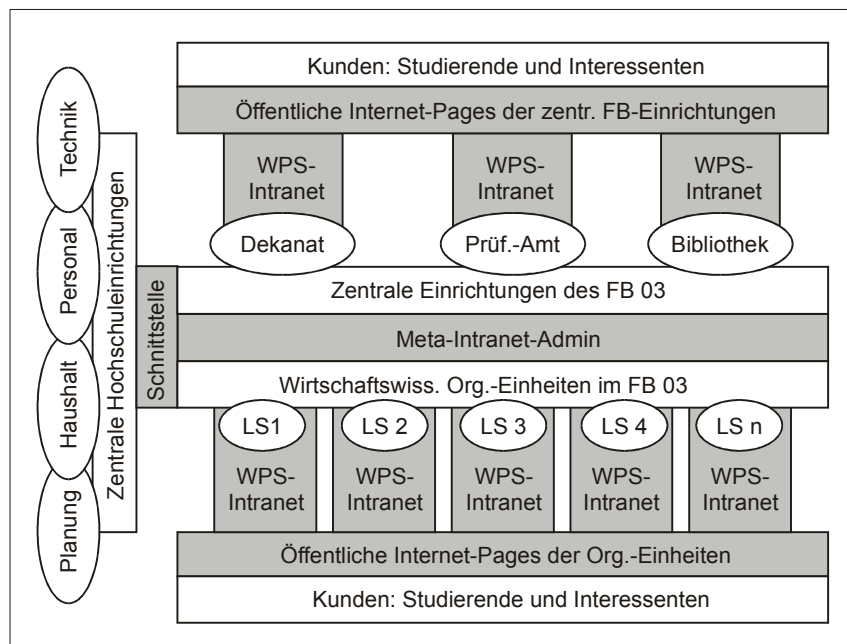 Kunden: Studierende und Interessenten
Öffentliche Internet-Pages der zentr. FB-Einrichtungen
WPS-
Intranet
WPS-
Intranet
WPS-
Intranet
Dekanat
Prüf.-Amt
Bibliothek
Technik
Personal
Haushalt
Planung
Zentrale Hochschuleinrichtungen
Schnittstelle
Zentrale Einrichtungen des FB 03
Meta-Intranet-Admin
Wirtschaftswiss. Org.-Einheiten im FB 03
LS1
LS 2
LS 3
LS 4
LS n
WPS-
Intranet
WPS-
Intranet
WPS-
Intranet
WPS-
Intranet
WPS-
Intranet
Öffentliche Internet-Pages der Org.-Einheiten
Kunden: Studierende und Interessenten